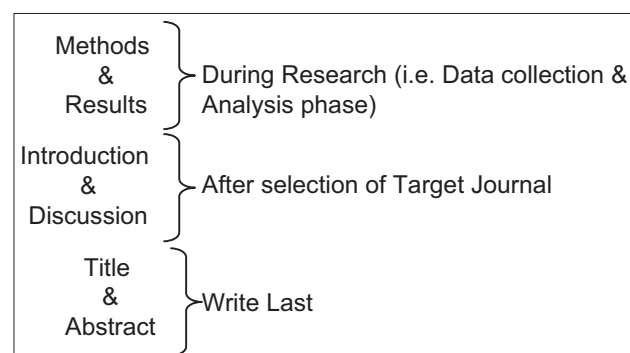 Methods
&
Results
During Research (i.e. Data collection &
Analysis phase)
Introduction
&
Discussion
After selection of Target Journal
Title
&
Abstract
Write Last